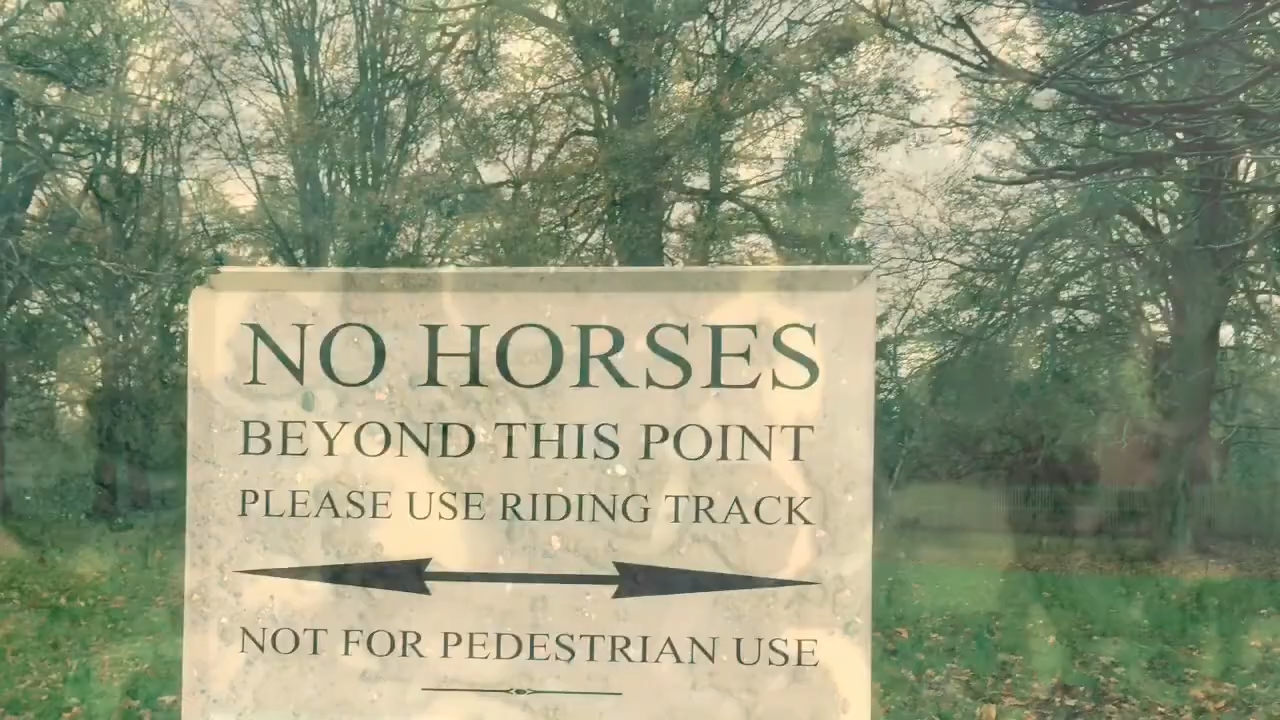 NO HORSES
BEYOND THIS POINT
PLEASE USE RIDING TRACK
NOT FOR PEDESTRIAN USE